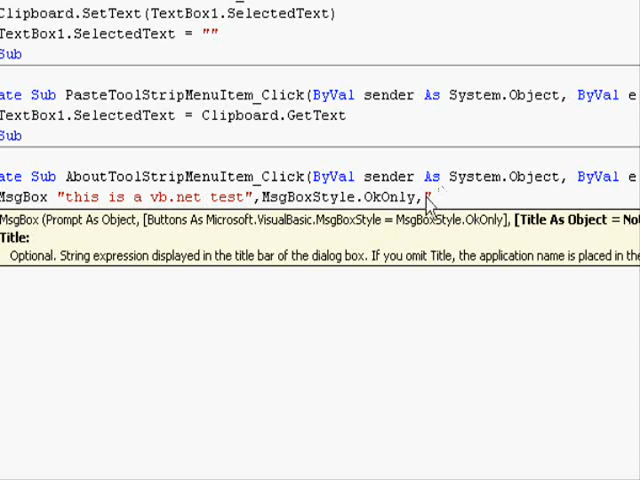 Clipboard.SetText(TextBox1.SelectedText)
TextBox1.SelectedText = ""
Sub
ate Sub PasteToolStripMenuItem_Click(ByVal sender As System.Object, ByVal e
TextBox1.SelectedText = Clipboard.GetText
Sub
ate Sub AboutToolStripMenuItem_Click(ByVal sender As System.Object, ByVal e
MsgBox "this is a vb.net test",MsgBoxStyle.OkOnly,"
MsgBox (Prompt As Object, [Buttons As Microsoft.VisualBasic.MsgBoxStyle = MsgBoxStyle.OkOnly], [Title As Object = Not
Title:
Optional. String expression displayed in the title bar of the dialog box. If you omit Title, the application name is placed in the